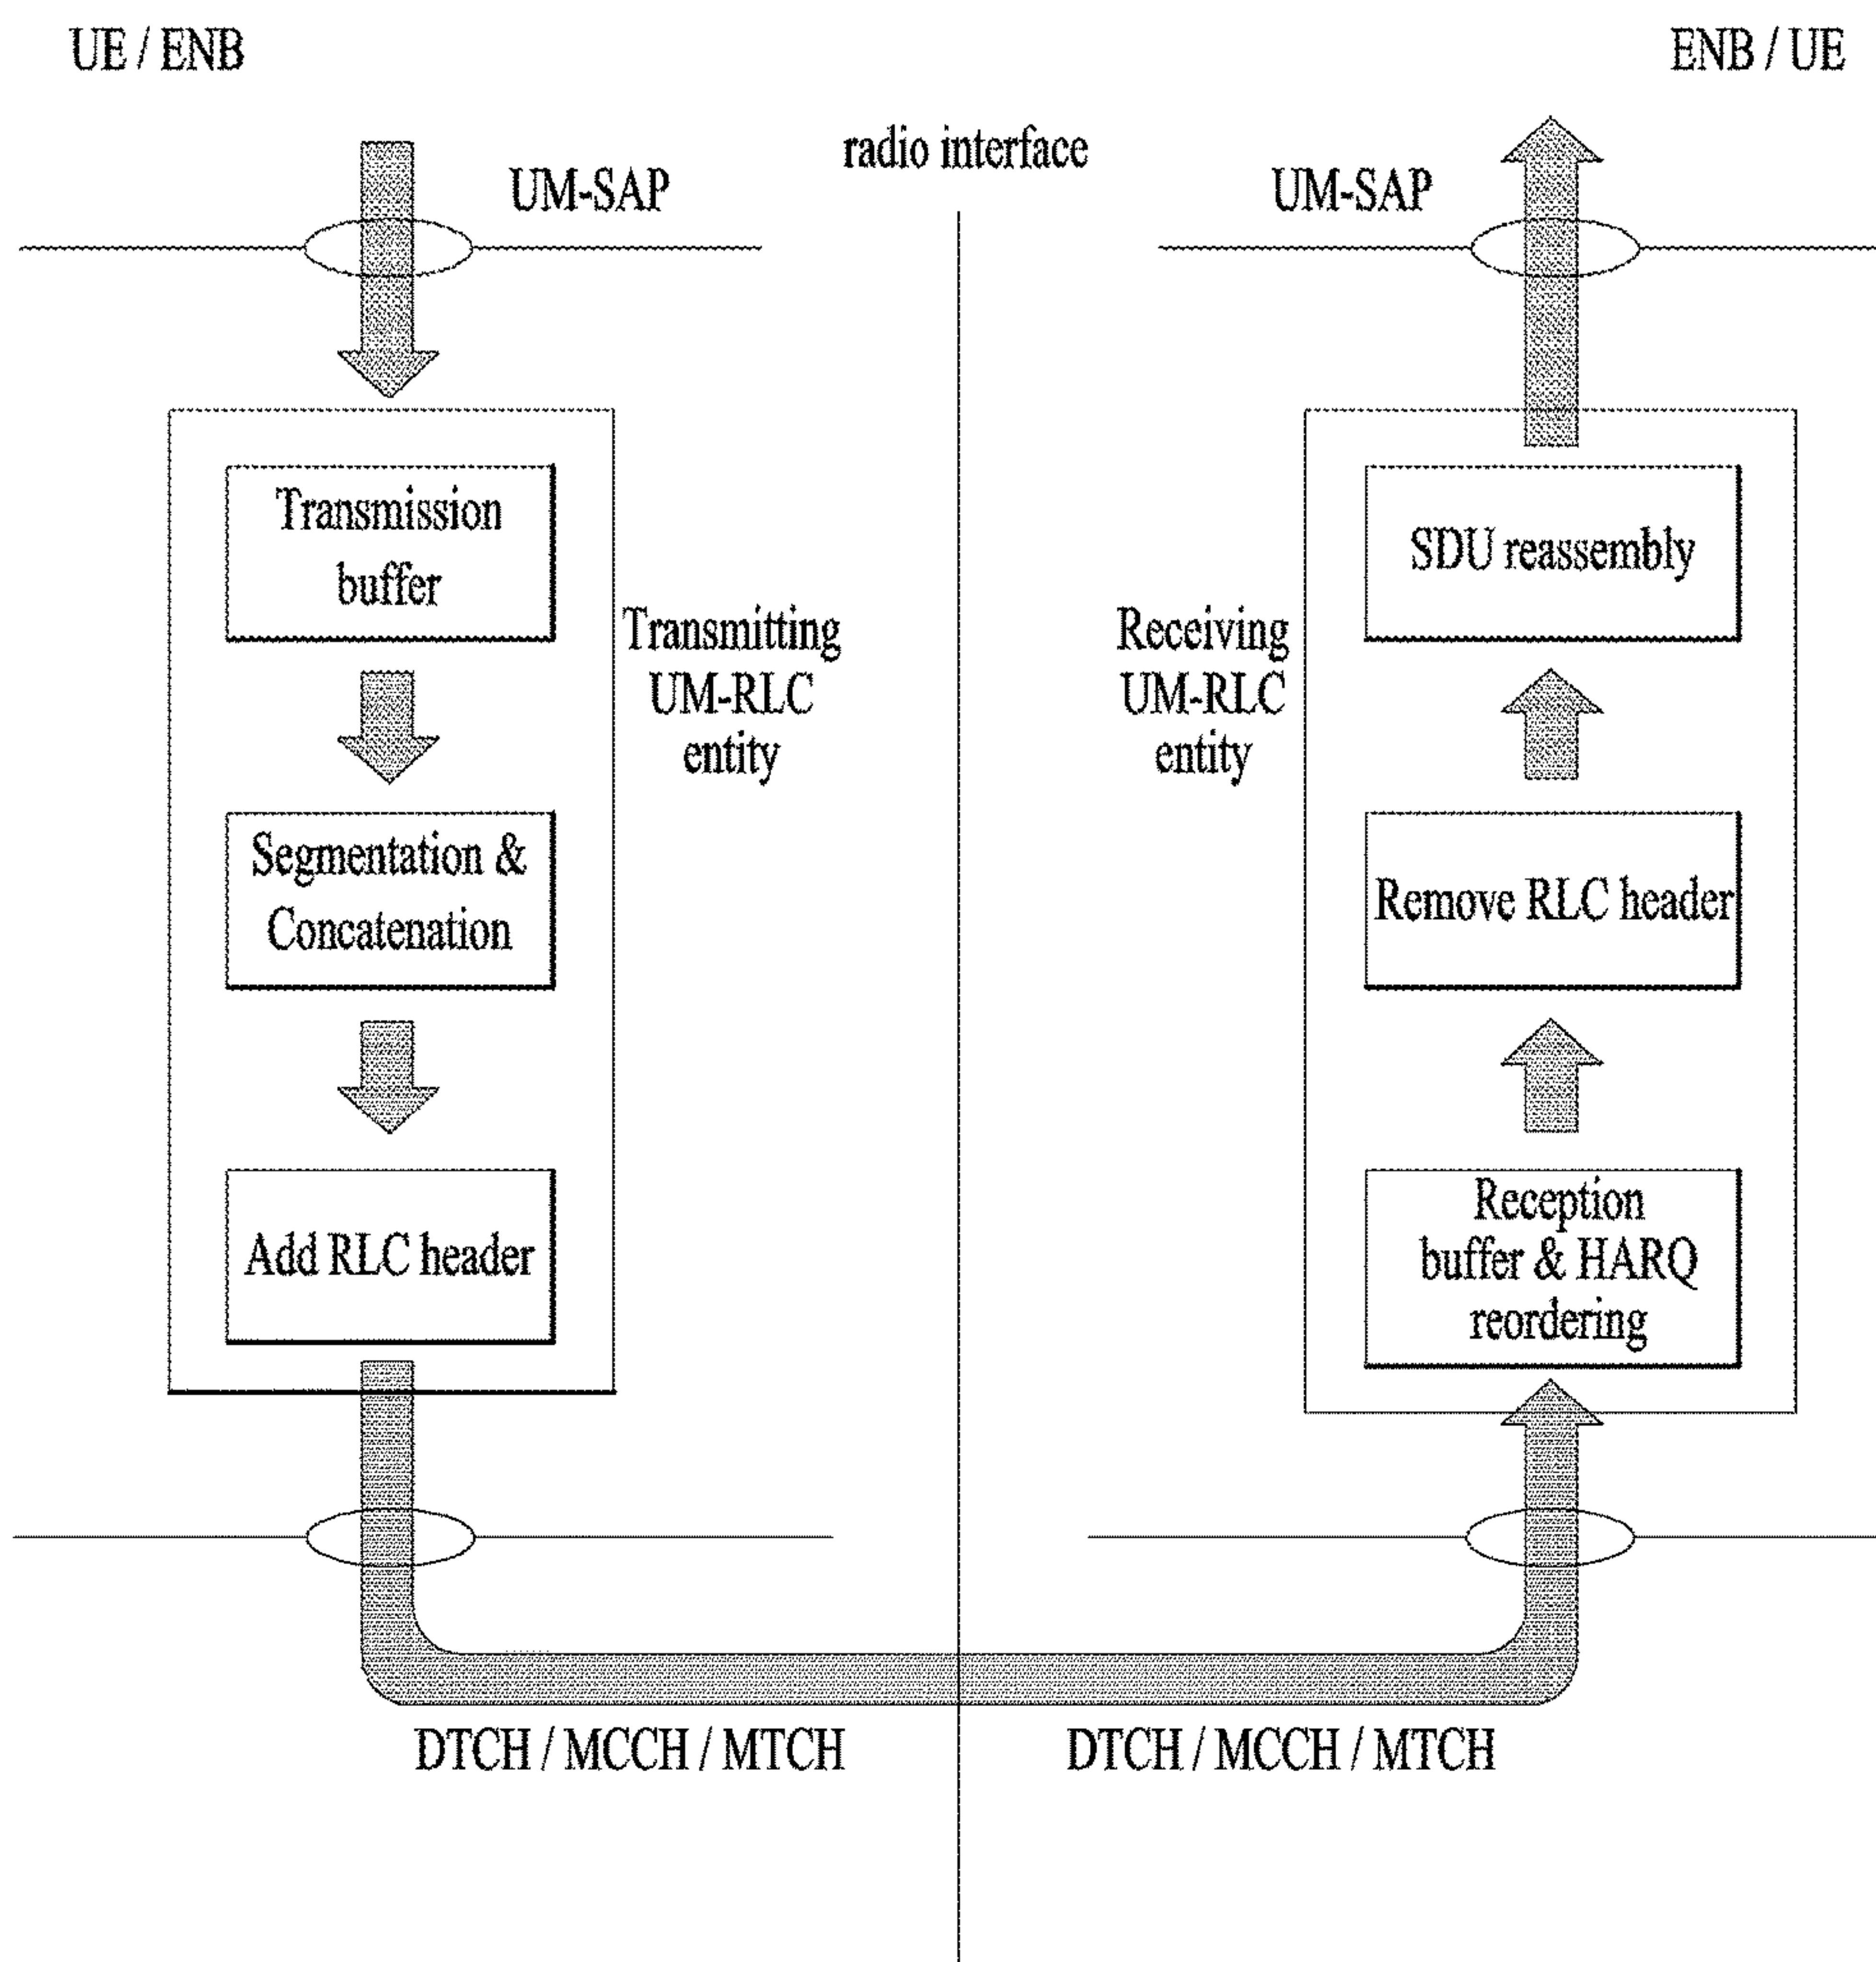 UE / ENB
ENB / UE
radio interface
UM-SAP
UM-SAP
Transmission
buffer
Transmitting
UM-RLC
entity
Segmentation &
Concatenation
Add RLC header
Receiving
UM-RLC
entity
SDU reassembly
Remove RLC header
Reception
buffer & HARQ
reordering
DTCH / MCCH / MTCH
DTCH / MCCH / MTCH